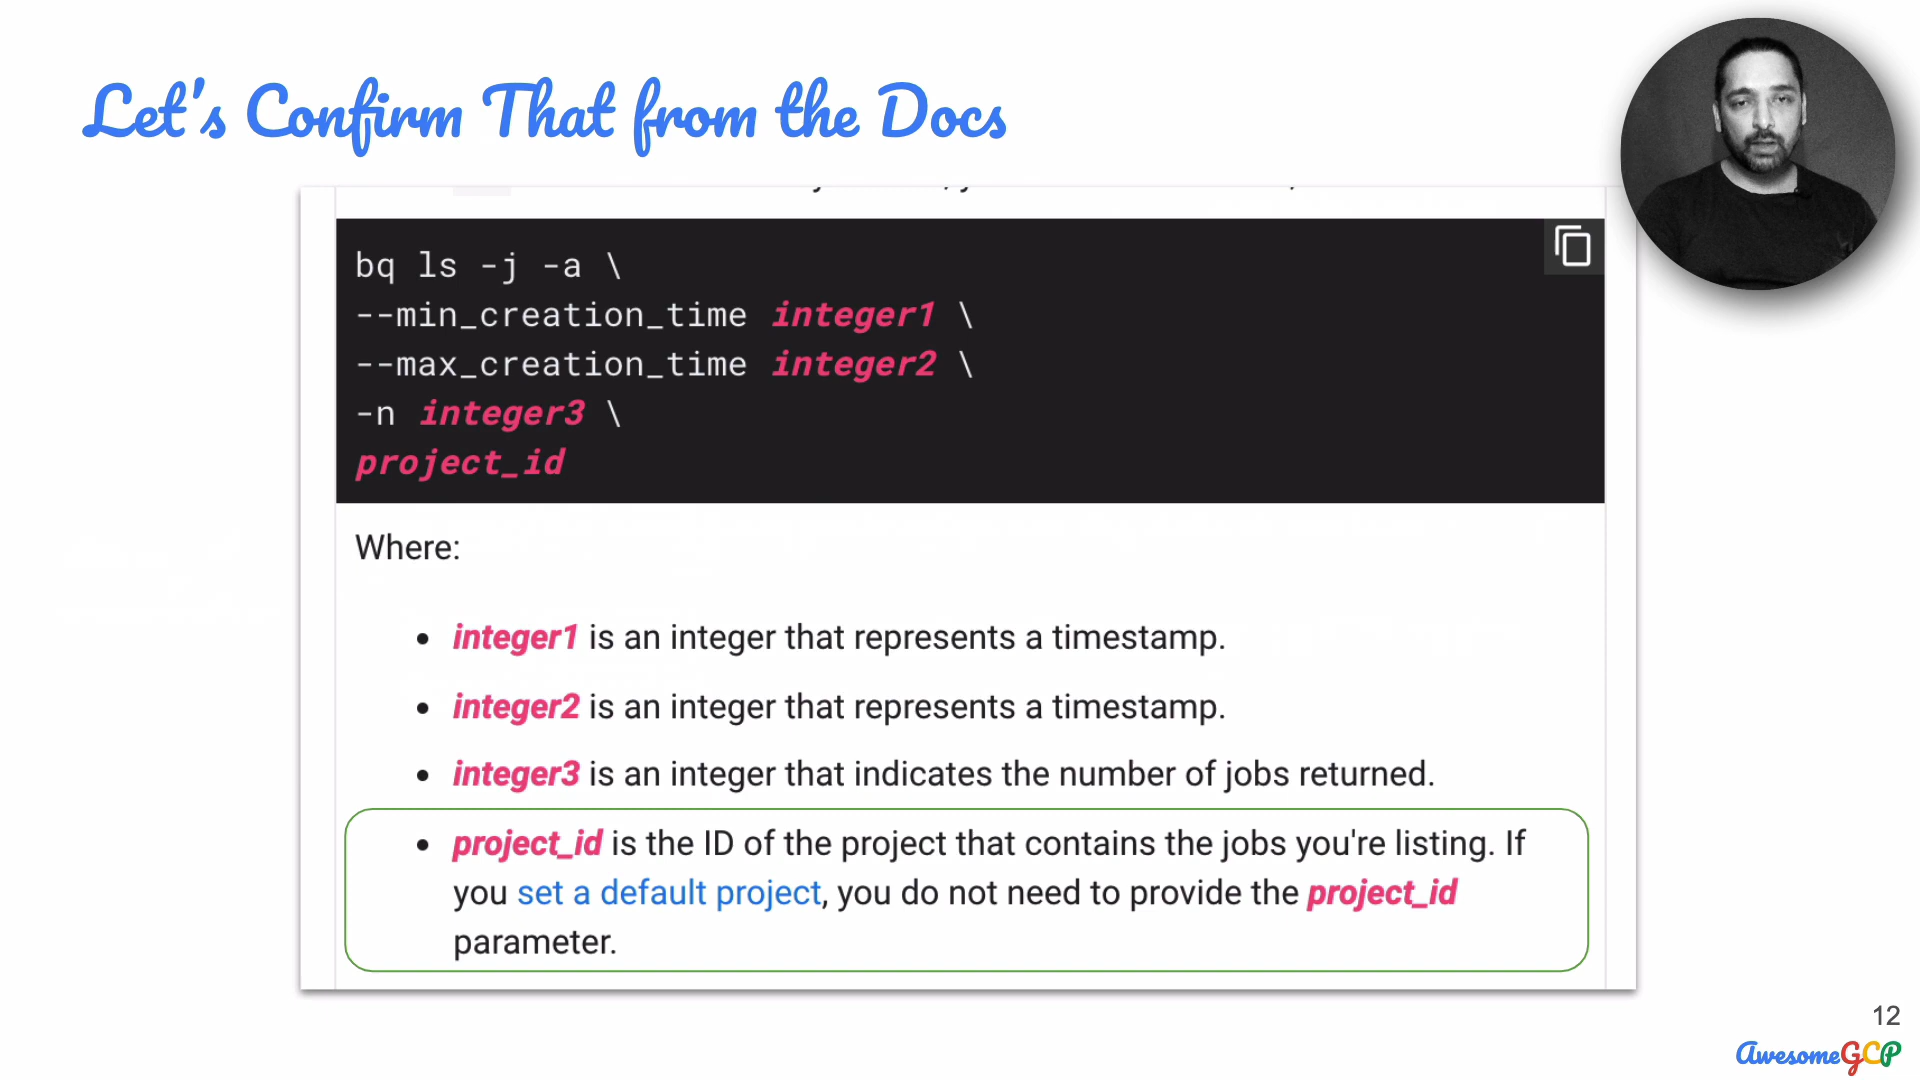 Let's Confirm That from the Docs
bq ls -j -a \
--min_creation_time integer1 \
--max_creation_time integer2 \
-n integer3 \
project_id
Where:
• integer1 is an integer that represents a timestamp.
• integer2 is an integer that represents a timestamp.
• integer3 is an integer that indicates the number of jobs returned.
• project_id is the ID of the project that contains the jobs you're listing. If
you set a default project, you do not need to provide the project_id
parameter.
12
AwesomeGCP